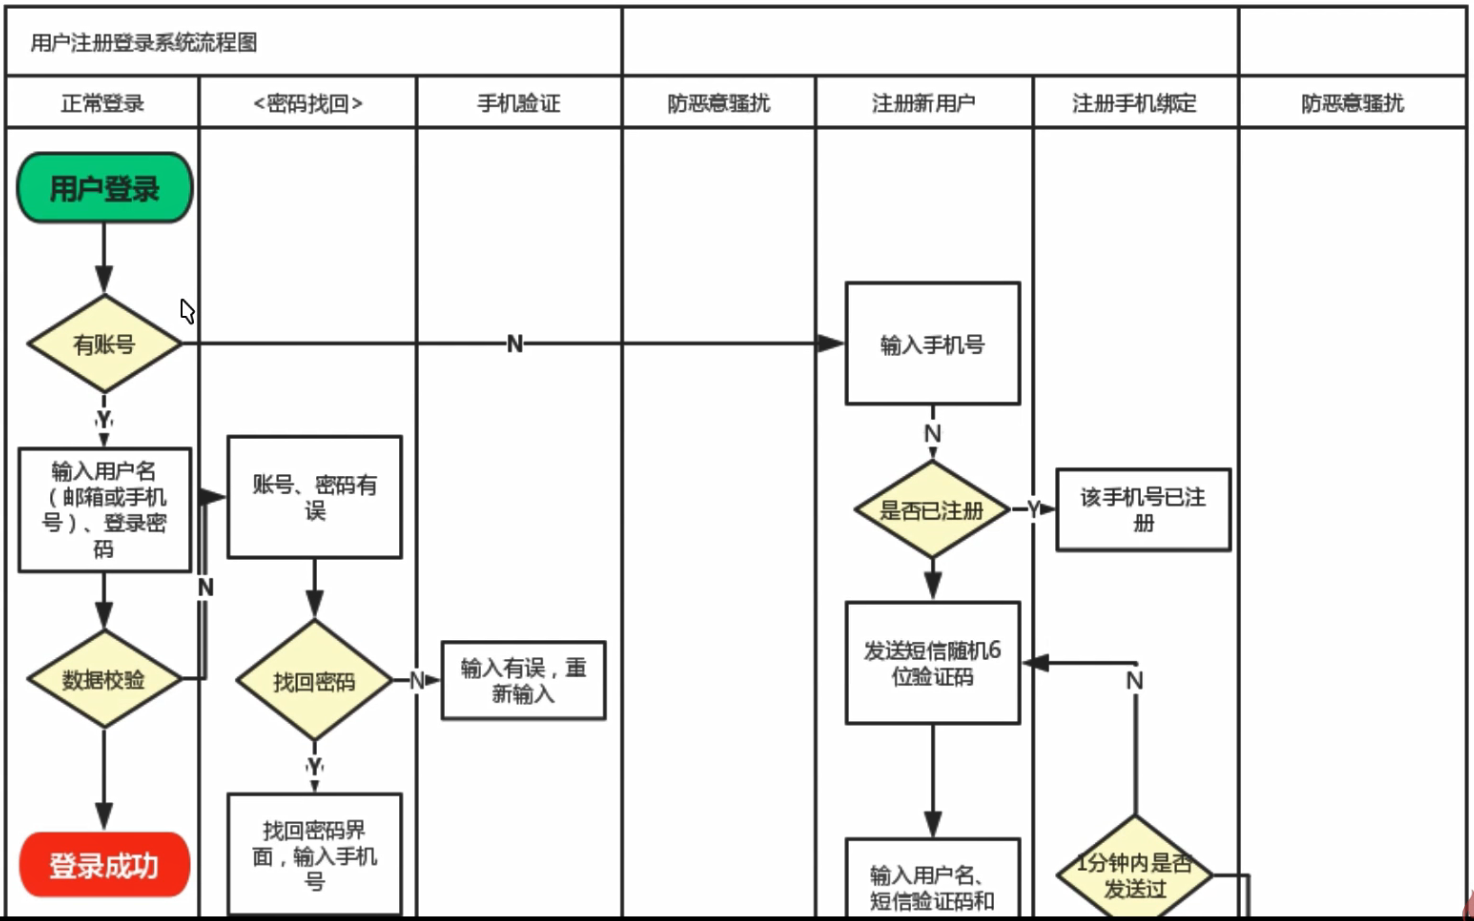 用户注册登录系统流程图
正常登录
<密码找回>
手机验证
防恶意骚扰
注册新用户
注册手机绑定
防恶意骚扰
用户登录
有账号
N
输入手机号
Y
N
输入用户名
（邮箱或手机
号）、登录密
码
账号、密码有
误
是否已注册
Y
该手机号已注
册
N
数据校验
找回密码
N
输入有误，重
新输入
发送短信随机6
位验证码
N
Y
登录成功
找回密码界
面，输入手机
号
输入用户名、
短信验证码和
1分钟内是否
发送过